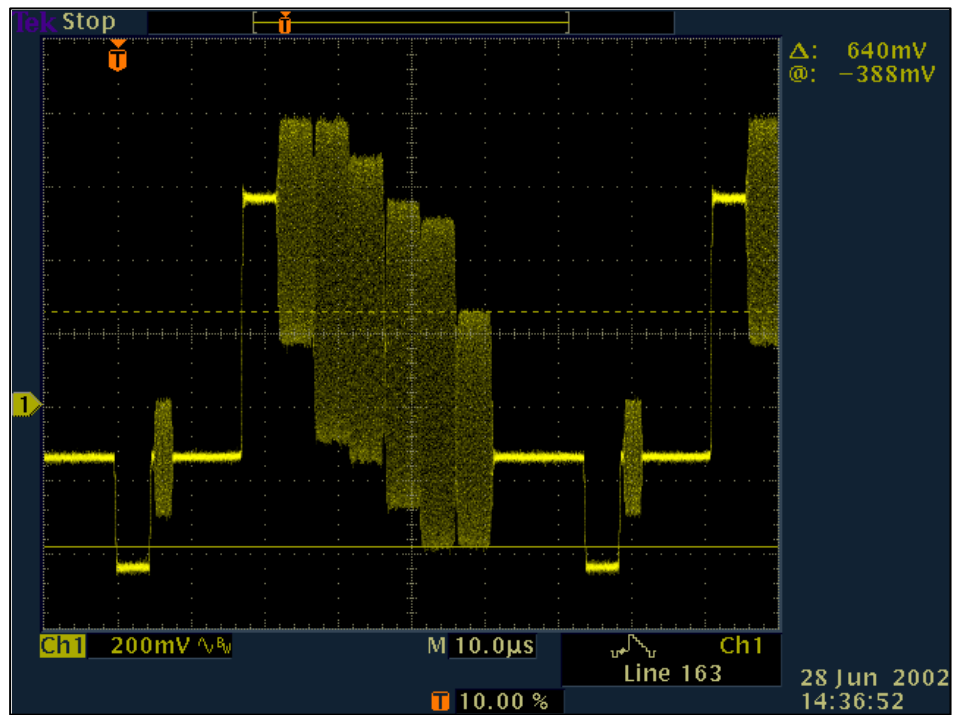 Tek Stop
T
T
Δ: 640mV
@: −388mV
1
Ch1 200mV ∿ BW
M 10.0µs
Ch1
Line 163
T 10.00 %
28 Jun 2002
14:36:52